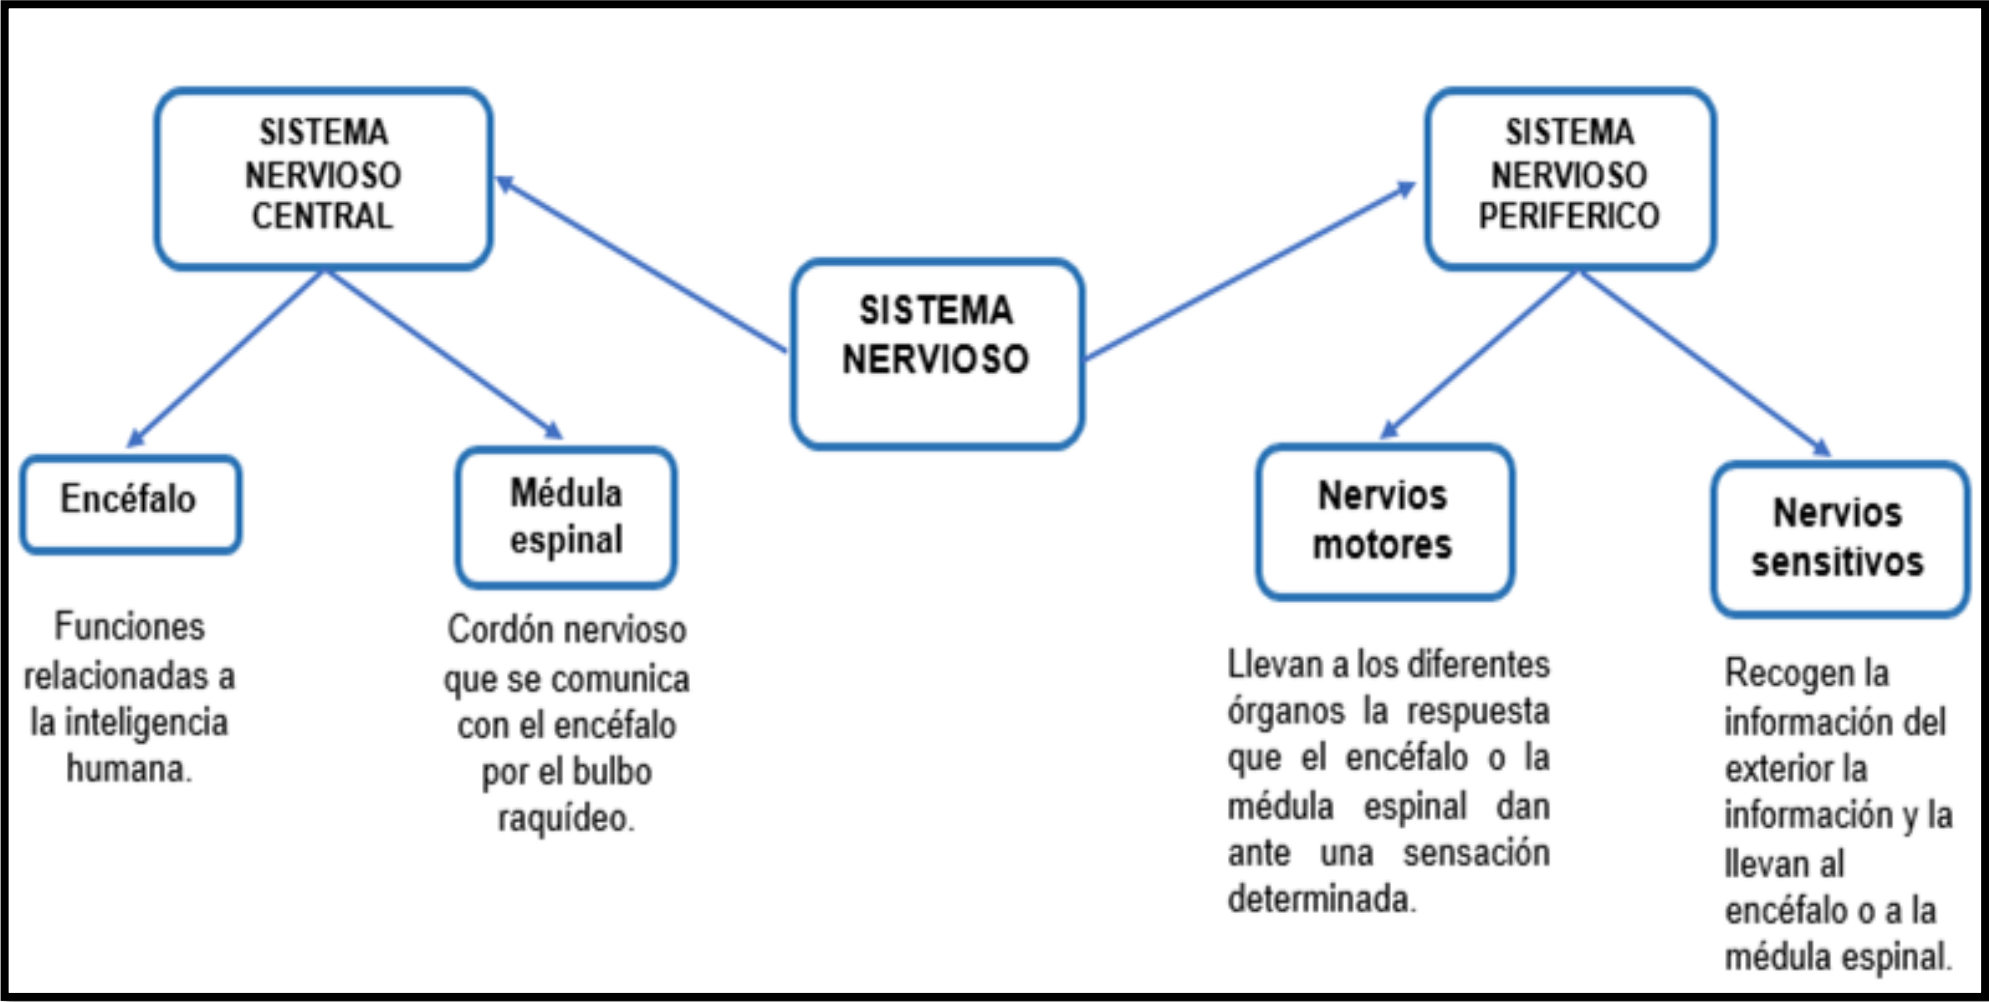 SISTEMA
NERVIOSO
CENTRAL
SISTEMA
NERVIOSO
PERIFERICO
SISTEMA
NERVIOSO
Encéfalo
Funciones
relacionadas a
la inteligencia
humana.
Médula
espinal
Cordón nervioso
que se comunica
con el encéfalo
por el bulbo
raquídeo.
Nervios
motores
Llevan a los diferentes
órganos la respuesta
que el encéfalo o la
médula espinal dan
ante una sensación
determinada.
Nervios
sensitivos
Recogen la
información del
exterior la
información y la
llevan al
encéfalo o a la
médula espinal.